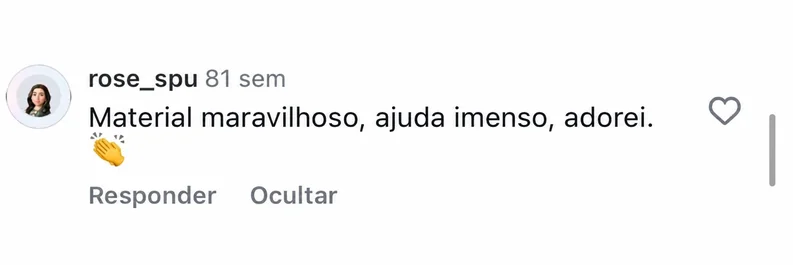 rose_spu 81 sem
Material maravilhoso, ajuda imenso, adorei.
👏
Responder Ocultar